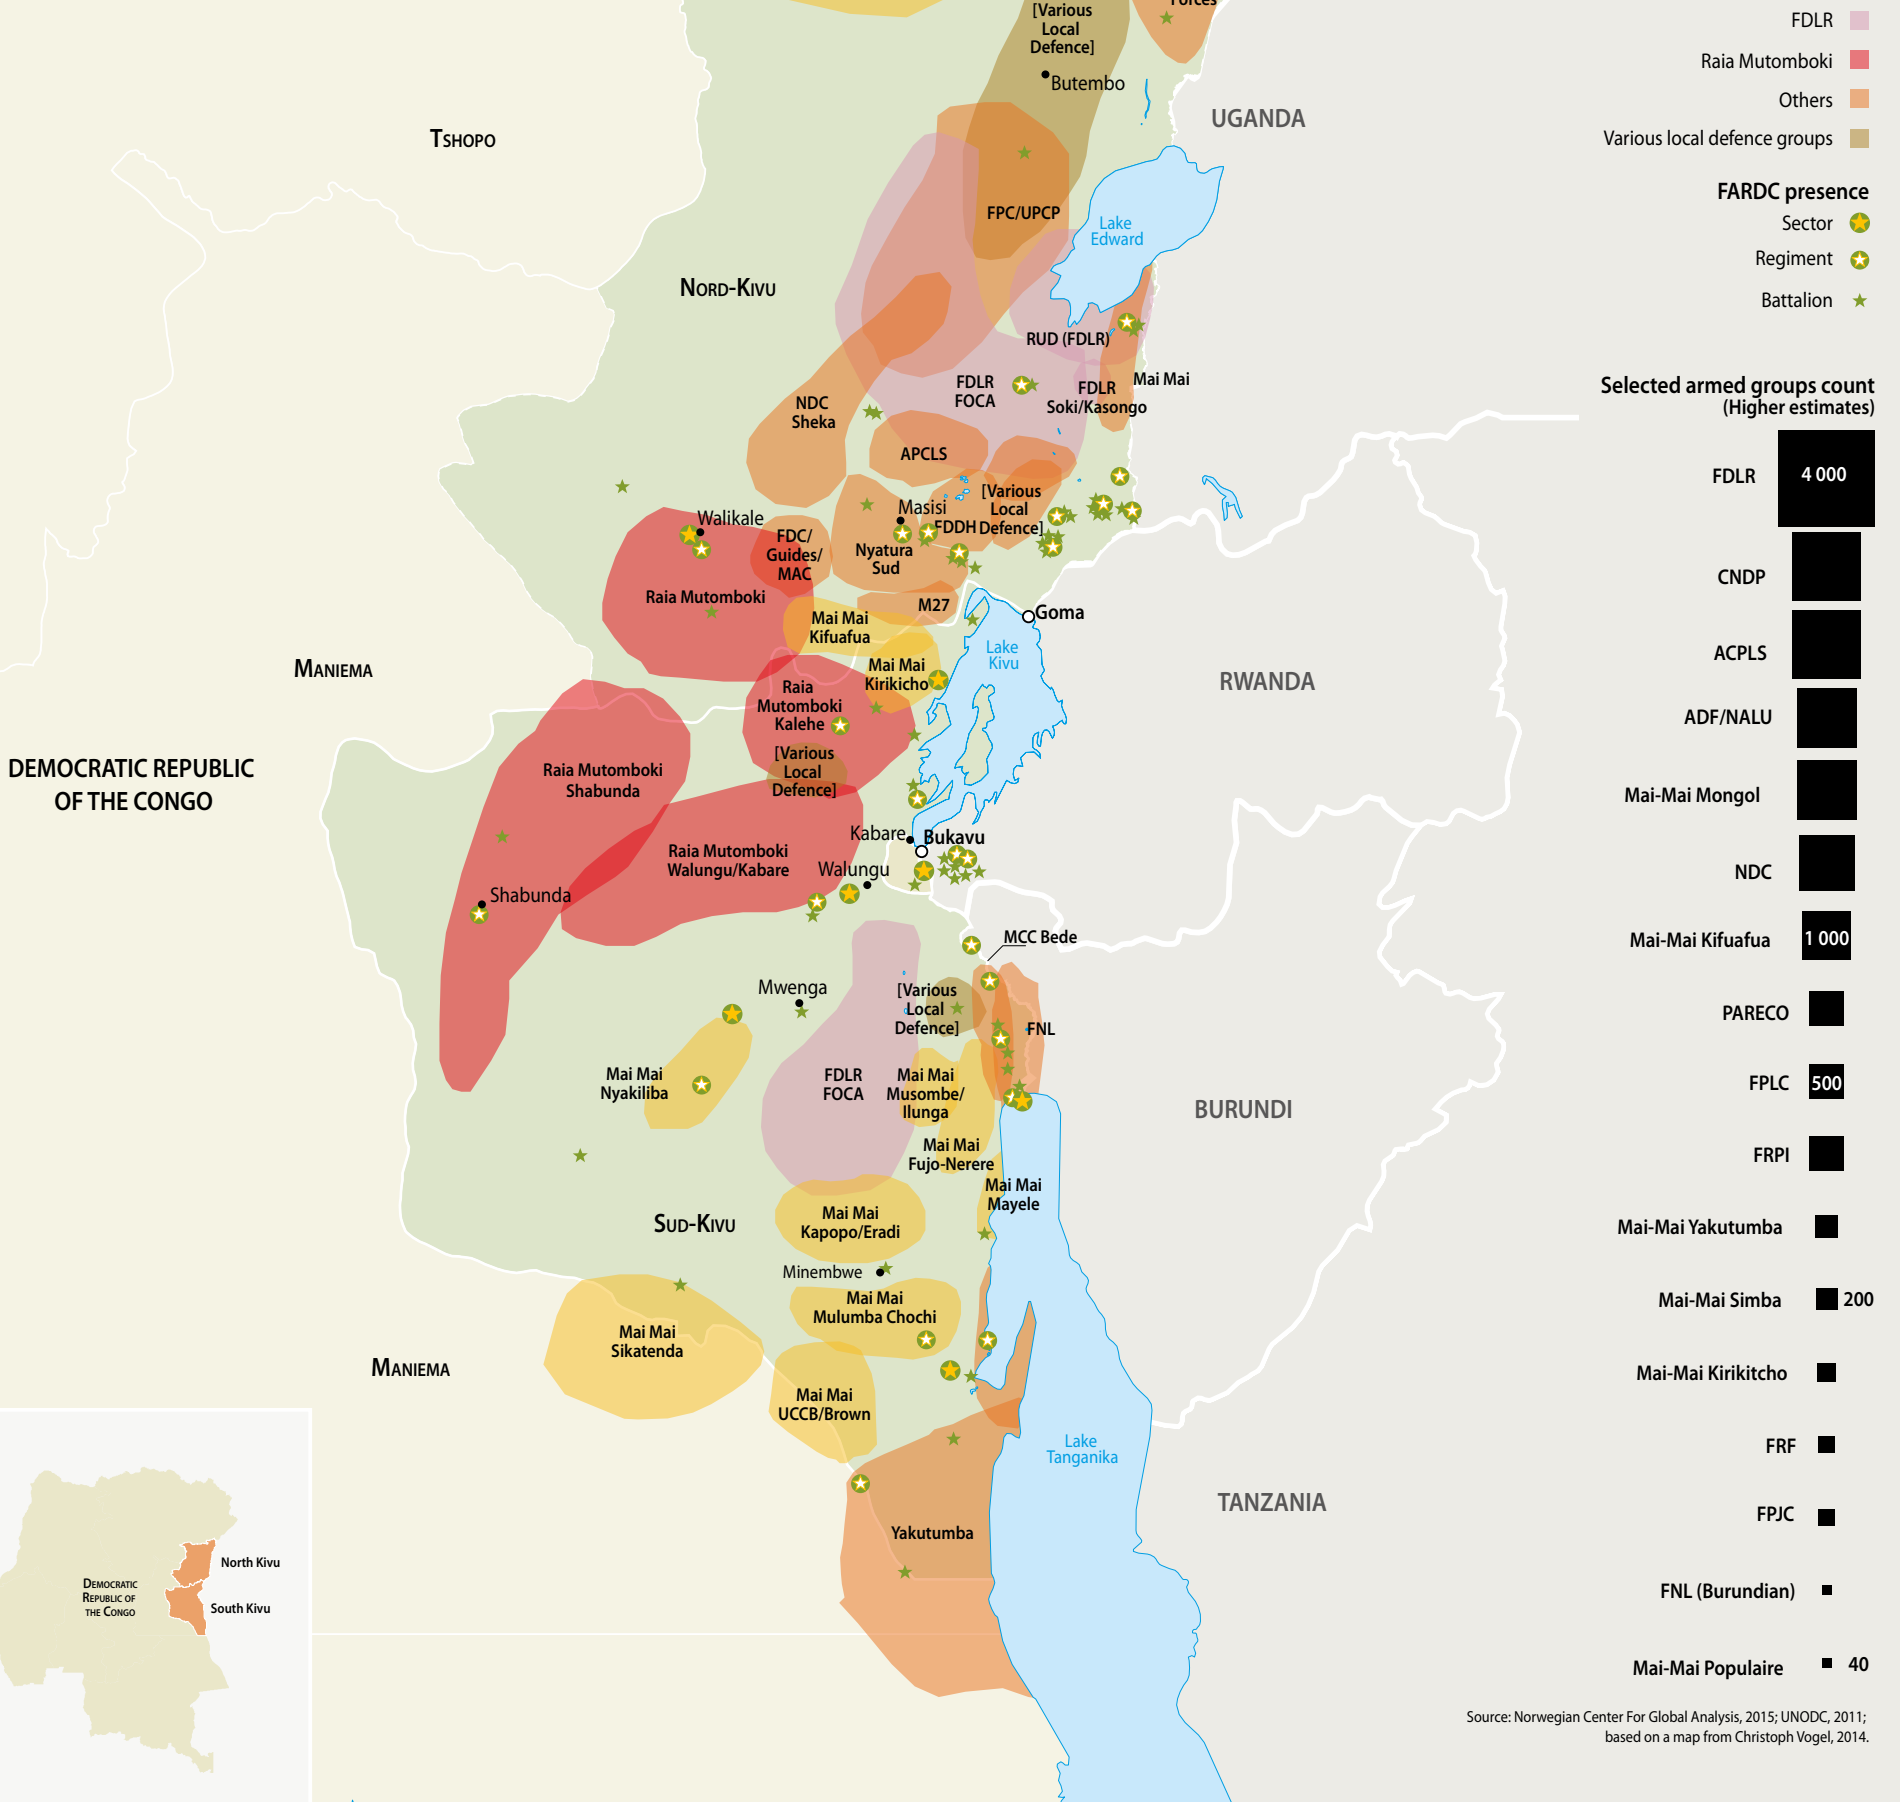 Forces
[Various
Local
Defence]
Butembo
UGANDA
TSHOPO
FPC/UPCP
Lake
Edward
NORD-KIVU
RUD (FDLR)
FDLR
FOCA
FDLR
Soki/Kasongo
Mai Mai
NDC
Sheka
APCLS
[Various
Local
Defence]
Masisi
FDDH
Walikale
FDC/
Guides/
MAC
Nyatura
Sud
Raia Mutomboki
M27
Goma
Mai Mai
Kifuafua
Lake
Kivu
MANIEMA
Mai Mai
Kirikicho
RWANDA
Raia
Mutomboki
Kalehe
DEMOCRATIC REPUBLIC
OF THE CONGO
Raia Mutomboki
Shabunda
[Various
Local
Defence]
Kabare
Bukavu
Raia Mutomboki
Walungu/Kabare
Walungu
Shabunda
MCC Bede
Mwenga
[Various
Local
Defence]
FNL
Mai Mai
Nyakiliba
FDLR
FOCA
Mai Mai
Musombe/
Ilunga
BURUNDI
Mai Mai
Fujo-Nerere
Mai Mai
Mayele
SUD-KIVU
Mai Mai
Kapopo/Eradi
Minembwe
Mai Mai
Mulumba Chochi
Mai Mai
Sikatenda
MANIEMA
Mai Mai
UCCB/Brown
Lake
Tanganika
TANZANIA
Yakutumba
DEMOCRATIC
REPUBLIC OF
THE CONGO
North Kivu
South Kivu
FDLR
Raia Mutomboki
Others
Various local defence groups
FARDC presence
Sector
Regiment
Battalion
Selected armed groups count
(Higher estimates)
FDLR 4 000
CNDP
ACPLS
ADF/NALU
Mai-Mai Mongol
NDC
Mai-Mai Kifuafua 1 000
PARECO
FPLC 500
FRPI
Mai-Mai Yakutumba
Mai-Mai Simba 200
Mai-Mai Kirikitcho
FRF
FPJC
FNL (Burundian)
Mai-Mai Populaire 40
Source: Norwegian Center For Global Analysis, 2015; UNODC, 2011;
based on a map from Christoph Vogel, 2014.